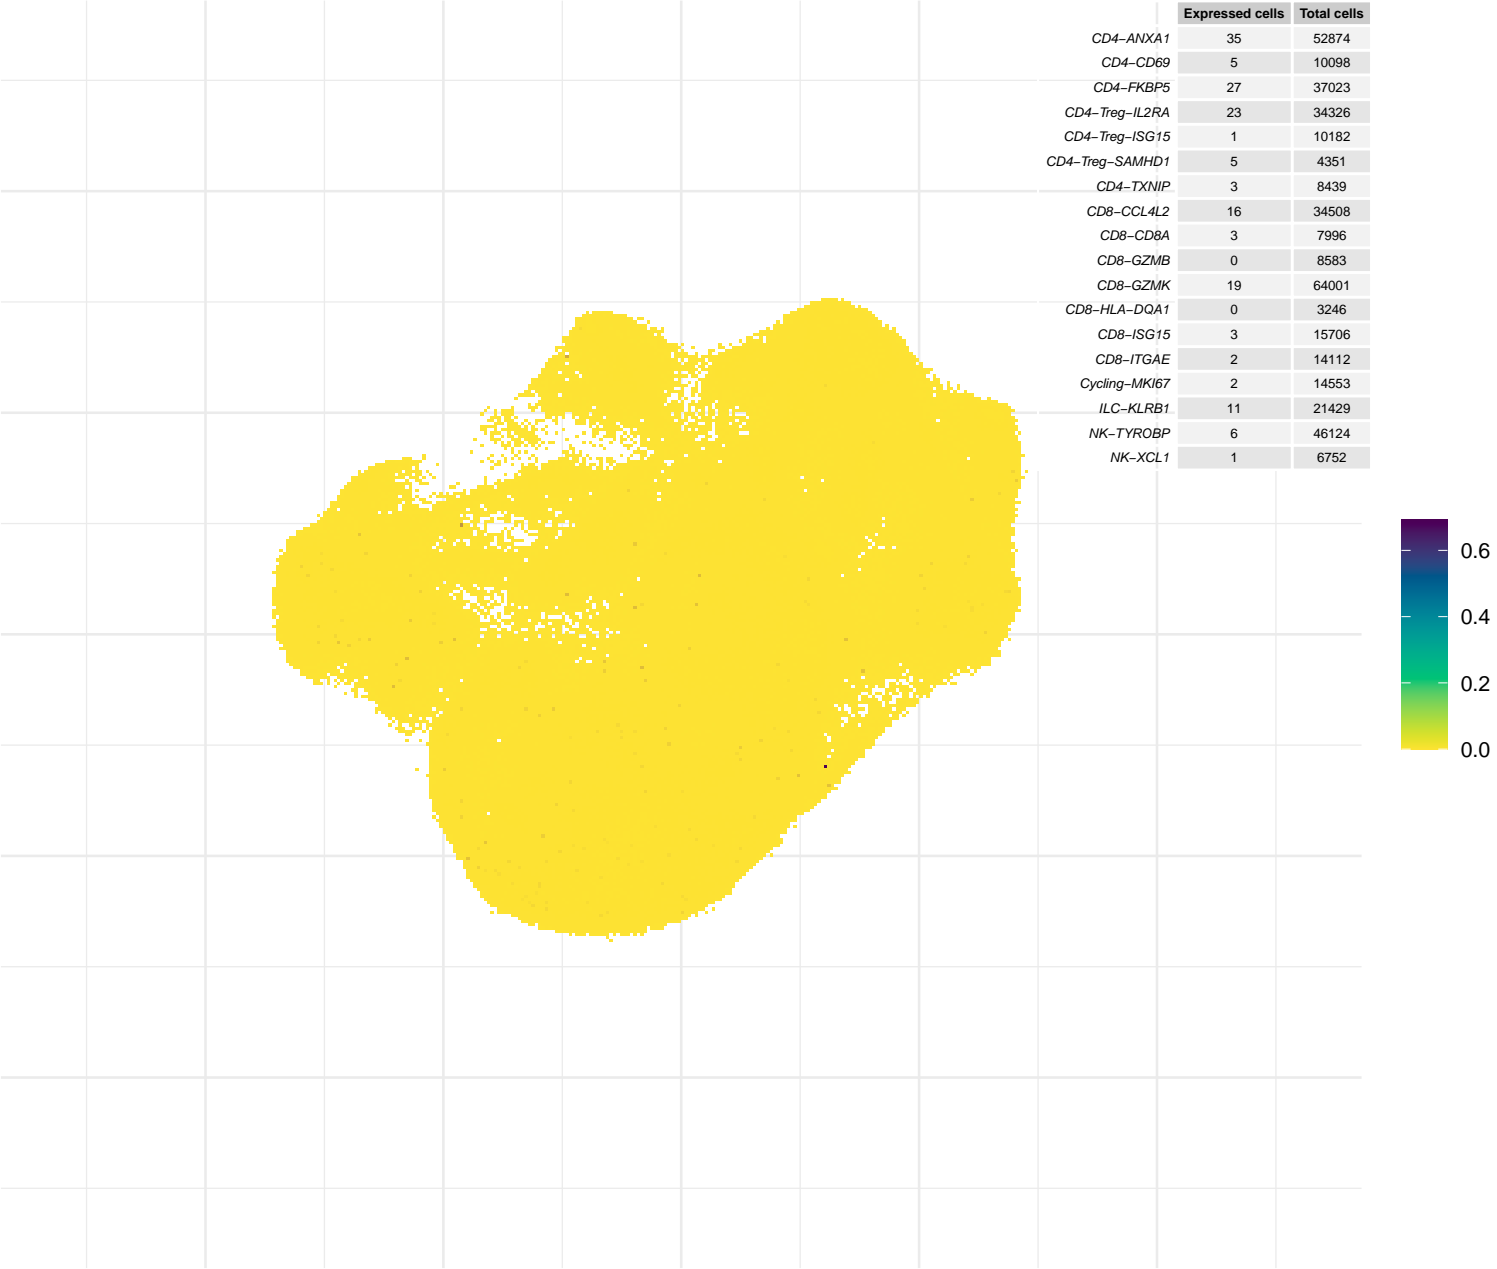 Expressed cells Total cells
CD4−ANXA1 35 52874
CD4−CD69 5 10098
CD4−FKBP5 27 37023
CD4−Treg−IL2RA 23 34326
CD4−Treg−ISG15 1 10182
CD4−Treg−SAMHD1 5 4351
CD4−TXNIP 3 8439
CD8−CCL4L2 16 34508
CD8−CD8A 3 7996
CD8−GZMB 0 8583
CD8−GZMK 19 64001
CD8−HLA−DQA1 0 3246
CD8−ISG15 3 15706
CD8−ITGAE 2 14112
Cycling−MKI67 2 14553
ILC−KLRB1 11 21429
NK−TYROBP 6 46124
NK−XCL1 1 6752
0.6
0.4
0.2
0.0